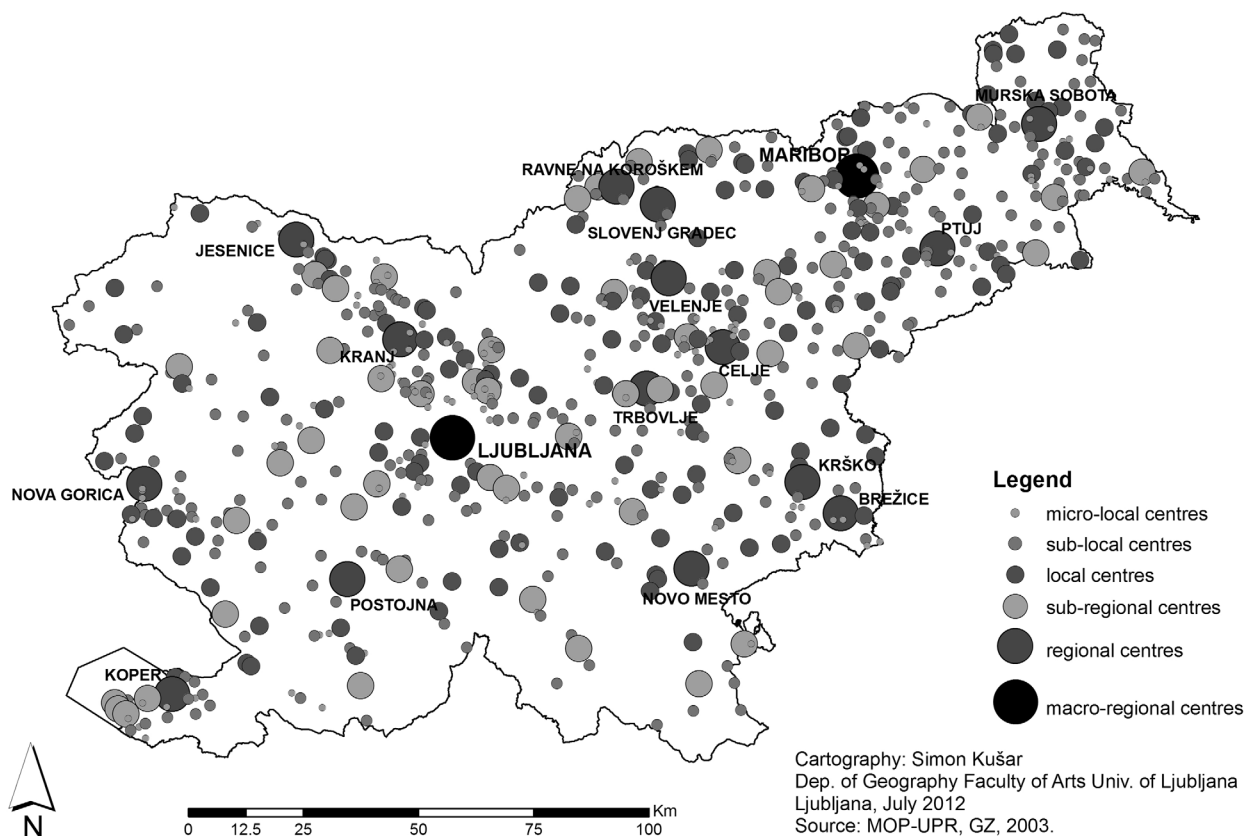 MURSKA SOBOTA
MARIBOR
RAVNE NA KOROŠKEM
SLOVENJ GRADEC
PTUJ
JESENICE
VELENJE
KRANJ
CELJE
TRBOVLJE
LJUBLJANA
KRŠKO
NOVA GORICA
BREŽICE
NOVO MESTO
POSTOJNA
KOPER
Legend
micro-local centres
sub-local centres
local centres
sub-regional centres
regional centres
macro-regional centres
Cartography: Simon Kušar
Dep. of Geography Faculty of Arts Univ. of Ljubljana
Ljubljana, July 2012
Source: MOP-UPR, GZ, 2003.
N
Km
0 12.5 25 50 75 100